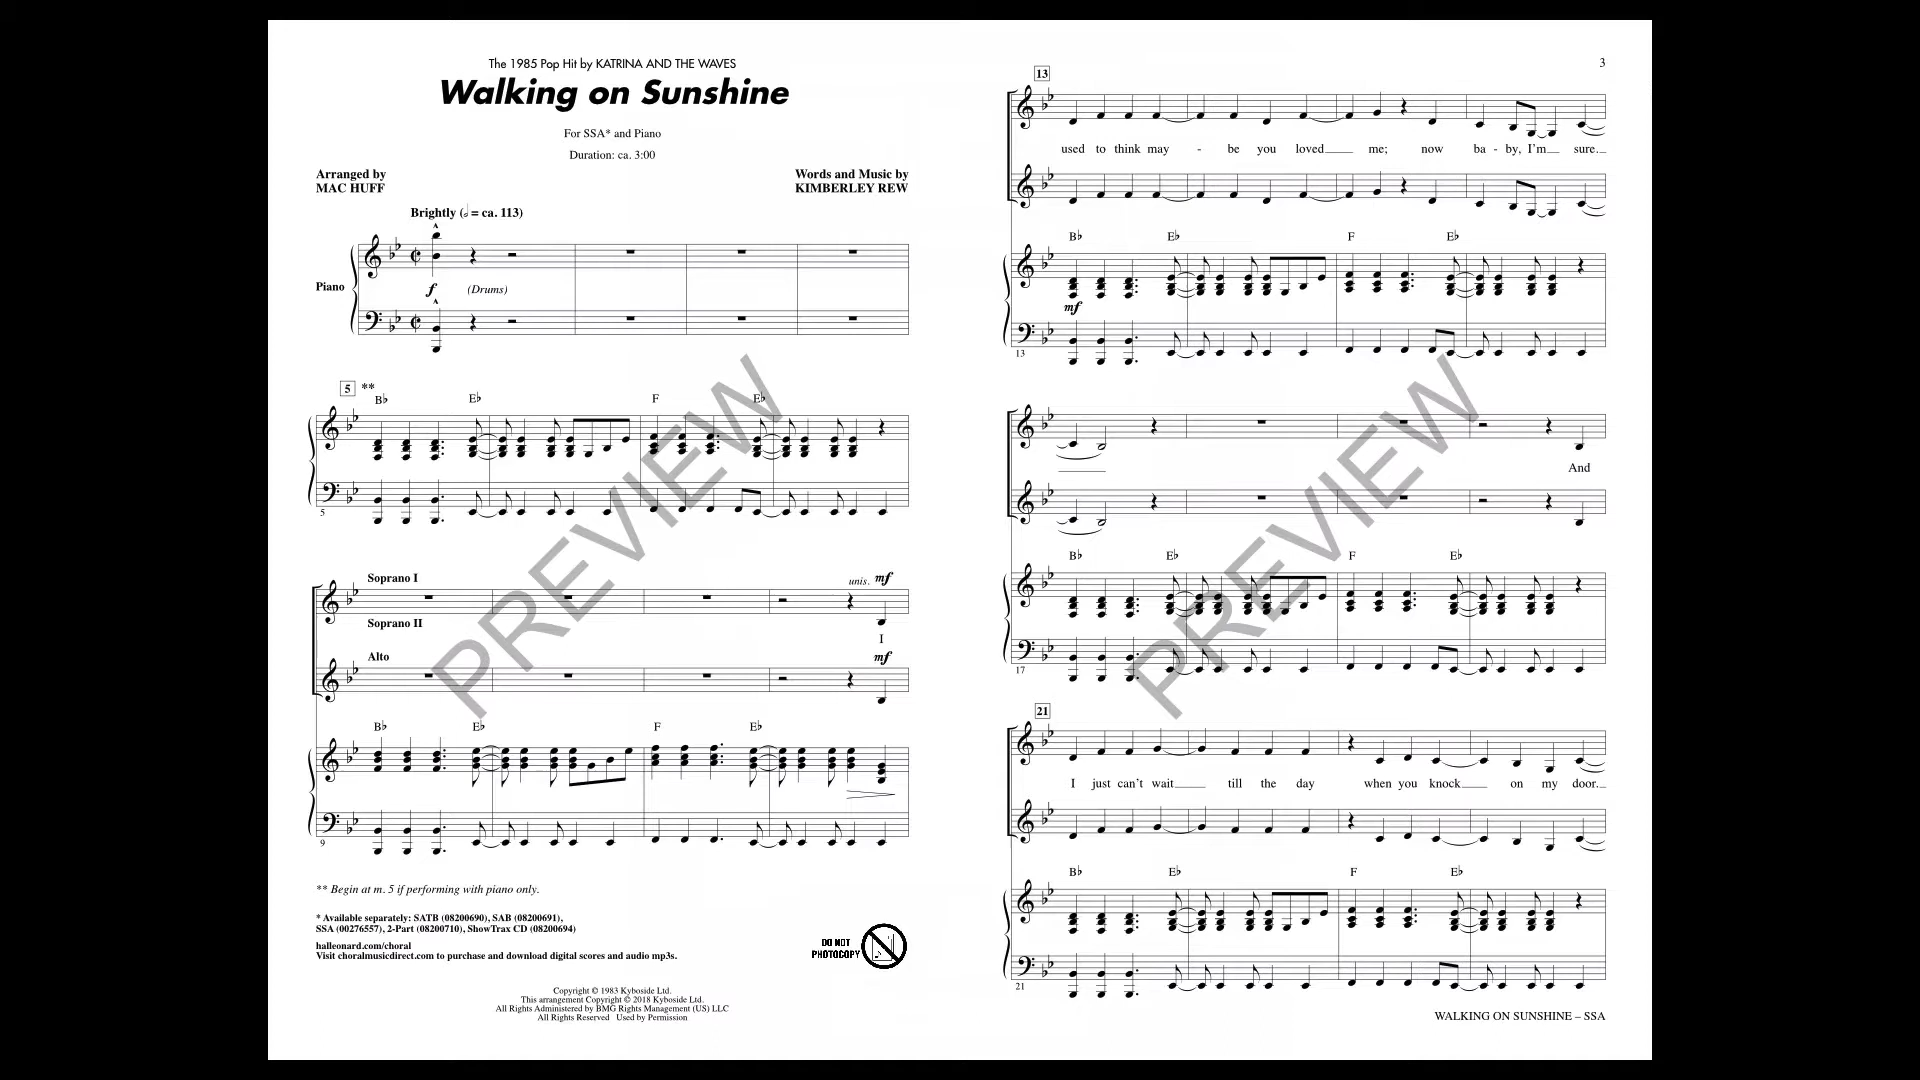 The 1985 Pop Hit by KATRINA AND THE WAVES
Walking on Sunshine
For SSA* and Piano
Duration: ca. 3:00
Arranged by
MAC HUFF
Words and Music by
KIMBERLEY REW
Brightly (𝅗𝅥 = ca. 113)
Piano
f (Drums)
5 **
B♭ E♭ F E♭
5
Soprano I
unis. mf
Soprano II
I
Alto
mf
B♭ E♭ F E♭
9
** Begin at m. 5 if performing with piano only.
* Available separately: SATB (08200690), SAB (08200691),
SSA (00276557), 2-Part (08200710), ShowTrax CD (08200694)
halleonard.com/choral
Visit choralmusicdirect.com to purchase and download digital scores and audio mp3s.
DO NOT
PHOTOCOPY
Copyright © 1983 Kyboside Ltd.
This arrangement Copyright © 2018 Kyboside Ltd.
All Rights Administered by BMG Rights Management (US) LLC
All Rights Reserved Used by Permission
PREVIEW
3
13
used to think may - be you loved me; now ba - by, I'm sure.
B♭ E♭ F E♭
mf
13
And
B♭ E♭ F E♭
17
21
I just can't wait till the day when you knock on my door.
B♭ E♭ F E♭
21
WALKING ON SUNSHINE – SSA
PREVIEW